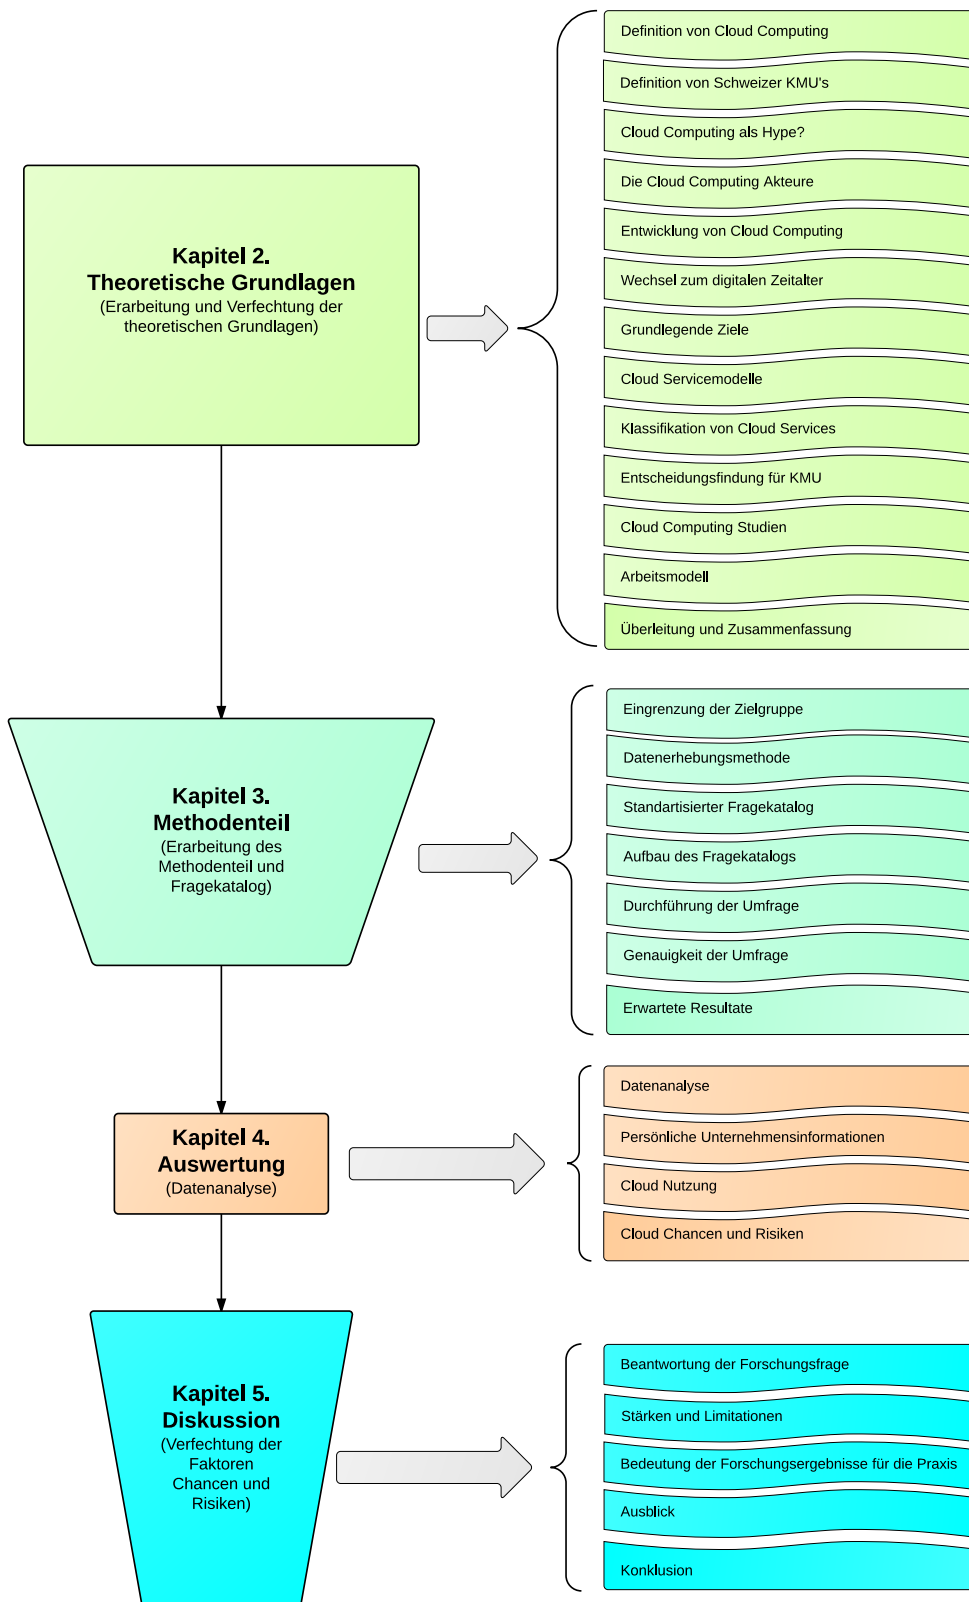 Kapitel 2.
Theoretische Grundlagen
(Erarbeitung und Verfechtung der
theoretischen Grundlagen)
Definition von Cloud Computing
Definition von Schweizer KMU's
Cloud Computing als Hype?
Die Cloud Computing Akteure
Entwicklung von Cloud Computing
Wechsel zum digitalen Zeitalter
Grundlegende Ziele
Cloud Servicemodelle
Klassifikation von Cloud Services
Entscheidungsfindung für KMU
Cloud Computing Studien
Arbeitsmodell
Überleitung und Zusammenfassung
Kapitel 3.
Methodenteil
(Erarbeitung des
Methodenteil und
Fragekatalog)
Eingrenzung der Zielgruppe
Datenerhebungsmethode
Standartisierter Fragekatalog
Aufbau des Fragekatalogs
Durchführung der Umfrage
Genauigkeit der Umfrage
Erwartete Resultate
Kapitel 4.
Auswertung
(Datenanalyse)
Datenanalyse
Persönliche Unternehmensinformationen
Cloud Nutzung
Cloud Chancen und Risiken
Kapitel 5.
Diskussion
(Verfechtung der
Faktoren
Chancen und
Risiken)
Beantwortung der Forschungsfrage
Stärken und Limitationen
Bedeutung der Forschungsergebnisse für die Praxis
Ausblick
Konklusion